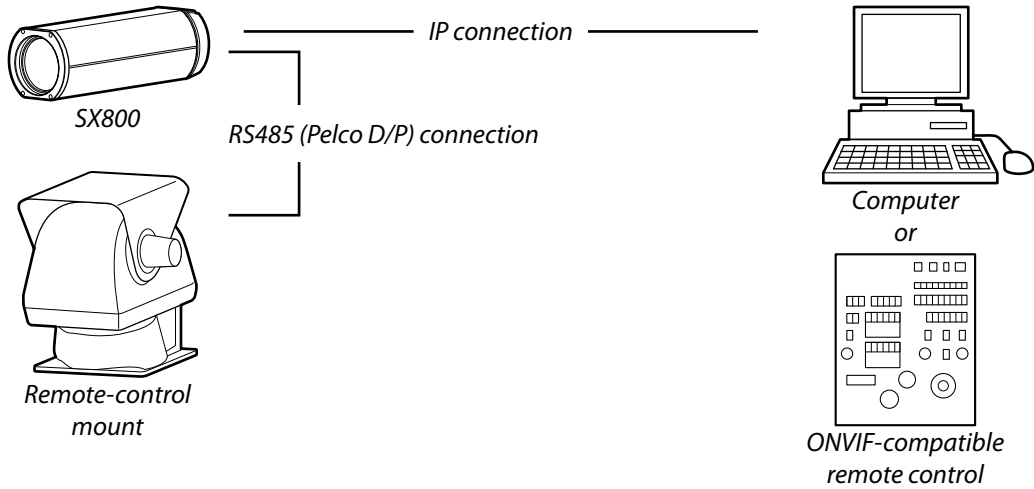 IP connection
SX800
RS485 (Pelco D/P) connection
Remote-control
mount
Computer
or
ONVIF-compatible
remote control